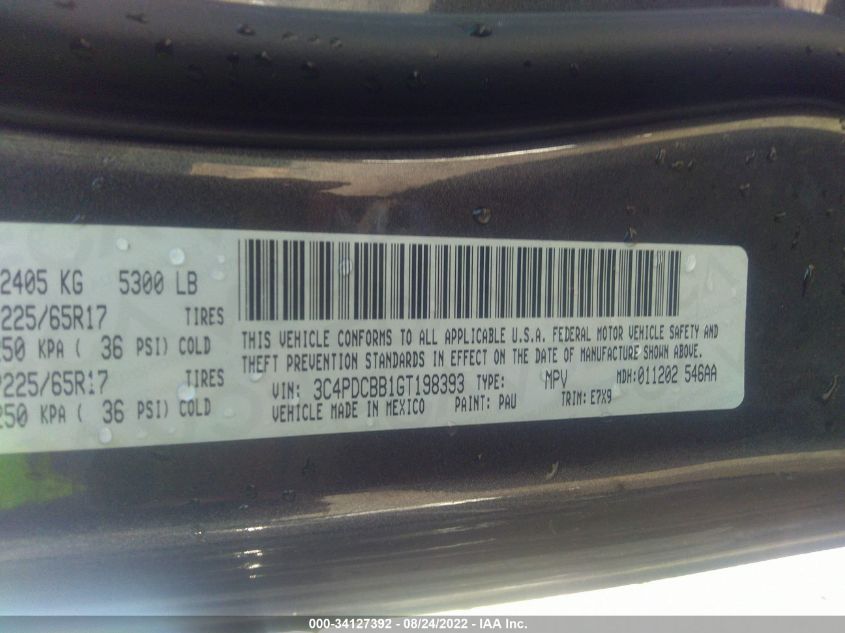 2405 KG 5300 LB
225/65R17 TIRES
250 KPA ( 36 PSI) COLD
P225/65R17 TIRES
250 KPA ( 36 PSI) COLD
THIS VEHICLE CONFORMS TO ALL APPLICABLE U.S.A. FEDERAL MOTOR VEHICLE SAFETY AND
THEFT PREVENTION STANDARDS IN EFFECT ON THE DATE OF MANUFACTURE SHOWN ABOVE.
VIN: 3C4PDCBB1GT198393 TYPE: MPV MDH:011202 546AA
VEHICLE MADE IN MEXICO PAINT: PAU TRIM: E7X9
000-34127392 - 08/24/2022 - IAA Inc.